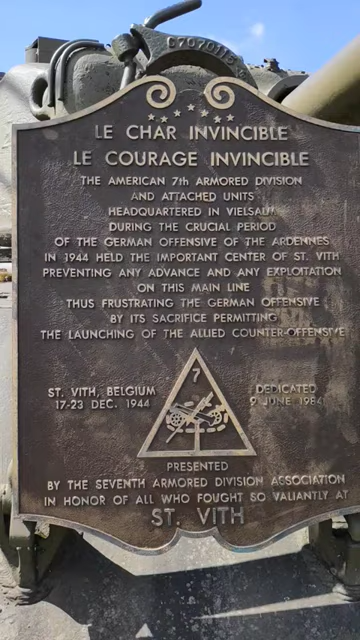 C7070115
LE CHAR INVINCIBLE
LE COURAGE INVINCIBLE
THE AMERICAN 7th ARMORED DIVISION
AND ATTACHED UNITS
HEADQUARTERED IN VIELSALM
DURING THE CRUCIAL PERIOD
OF THE GERMAN OFFENSIVE OF THE ARDENNES
IN 1944 HELD THE IMPORTANT CENTER OF ST. VITH
PREVENTING ANY ADVANCE AND ANY EXPLOITATION
ON THIS MAIN LINE
THUS FRUSTRATING THE GERMAN OFFENSIVE
BY ITS SACRIFICE PERMITTING
THE LAUNCHING OF THE ALLIED COUNTER-OFFENSIVE
7
ST. VITH, BELGIUM
17-23 DEC. 1944
DEDICATED
9 JUNE 1984
PRESENTED
BY THE SEVENTH ARMORED DIVISION ASSOCIATION
IN HONOR OF ALL WHO FOUGHT SO VALIANTLY AT
ST. VITH